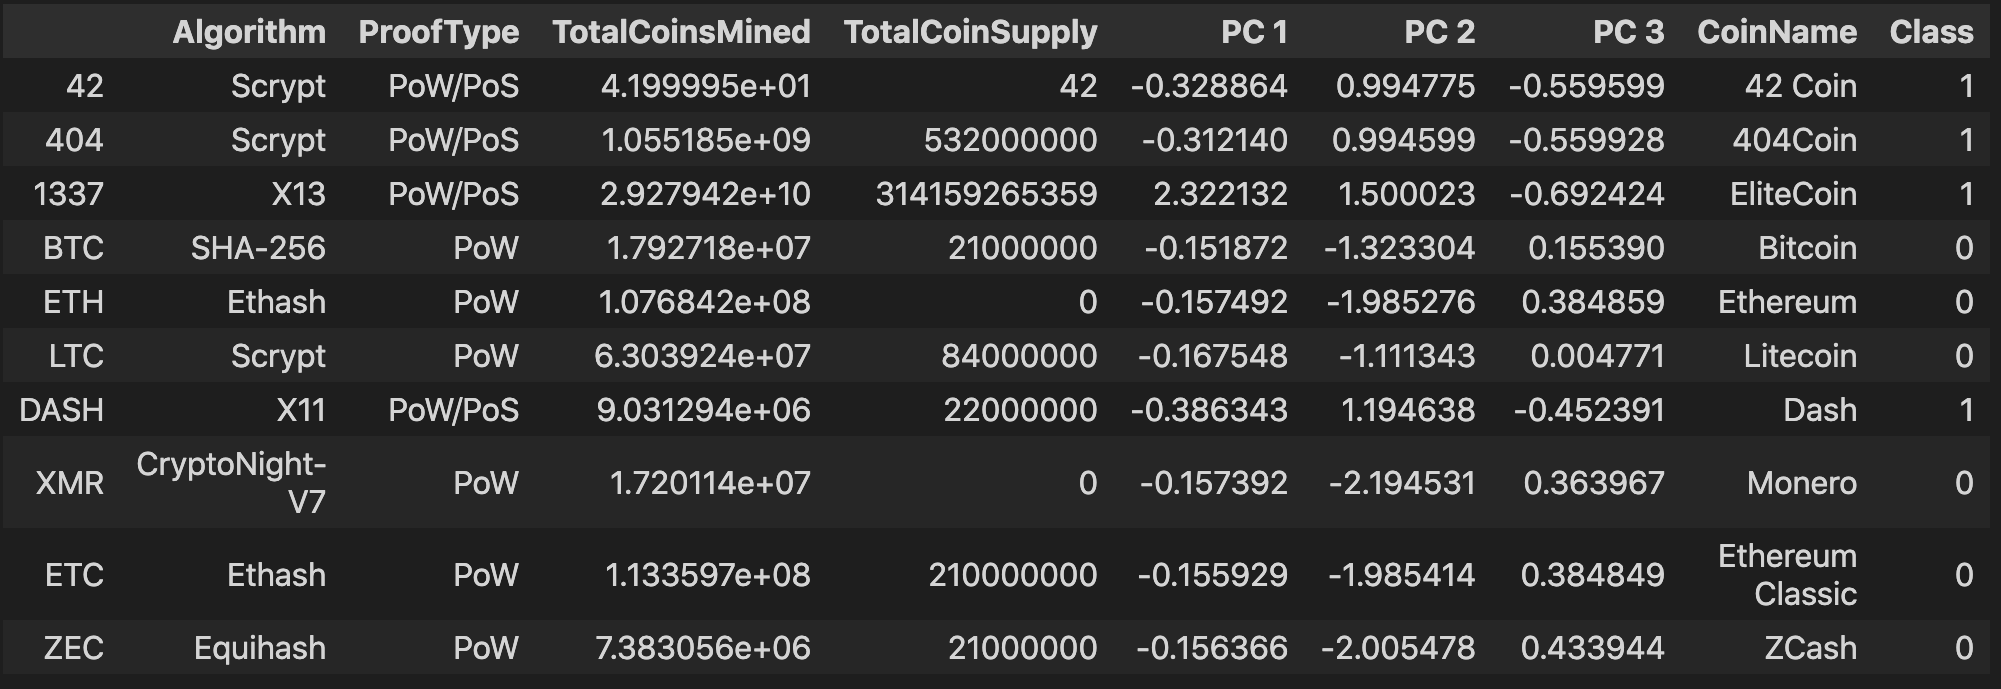 Algorithm ProofType TotalCoinsMined TotalCoinSupply PC 1 PC 2 PC 3 CoinName Class
42 Scrypt PoW/PoS 4.199995e+01 42 -0.328864 0.994775 -0.559599 42 Coin 1
404 Scrypt PoW/PoS 1.055185e+09 532000000 -0.312140 0.994599 -0.559928 404Coin 1
1337 X13 PoW/PoS 2.927942e+10 314159265359 2.322132 1.500023 -0.692424 EliteCoin 1
BTC SHA-256 PoW 1.792718e+07 21000000 -0.151872 -1.323304 0.155390 Bitcoin 0
ETH Ethash PoW 1.076842e+08 0 -0.157492 -1.985276 0.384859 Ethereum 0
LTC Scrypt PoW 6.303924e+07 84000000 -0.167548 -1.111343 0.004771 Litecoin 0
DASH X11 PoW/PoS 9.031294e+06 22000000 -0.386343 1.194638 -0.452391 Dash 1
CryptoNight-
XMR V7 PoW 1.720114e+07 0 -0.157392 -2.194531 0.363967 Monero 0
Ethereum
ETC Ethash PoW 1.133597e+08 210000000 -0.155929 -1.985414 0.384849 Classic 0
ZEC Equihash PoW 7.383056e+06 21000000 -0.156366 -2.005478 0.433944 ZCash 0